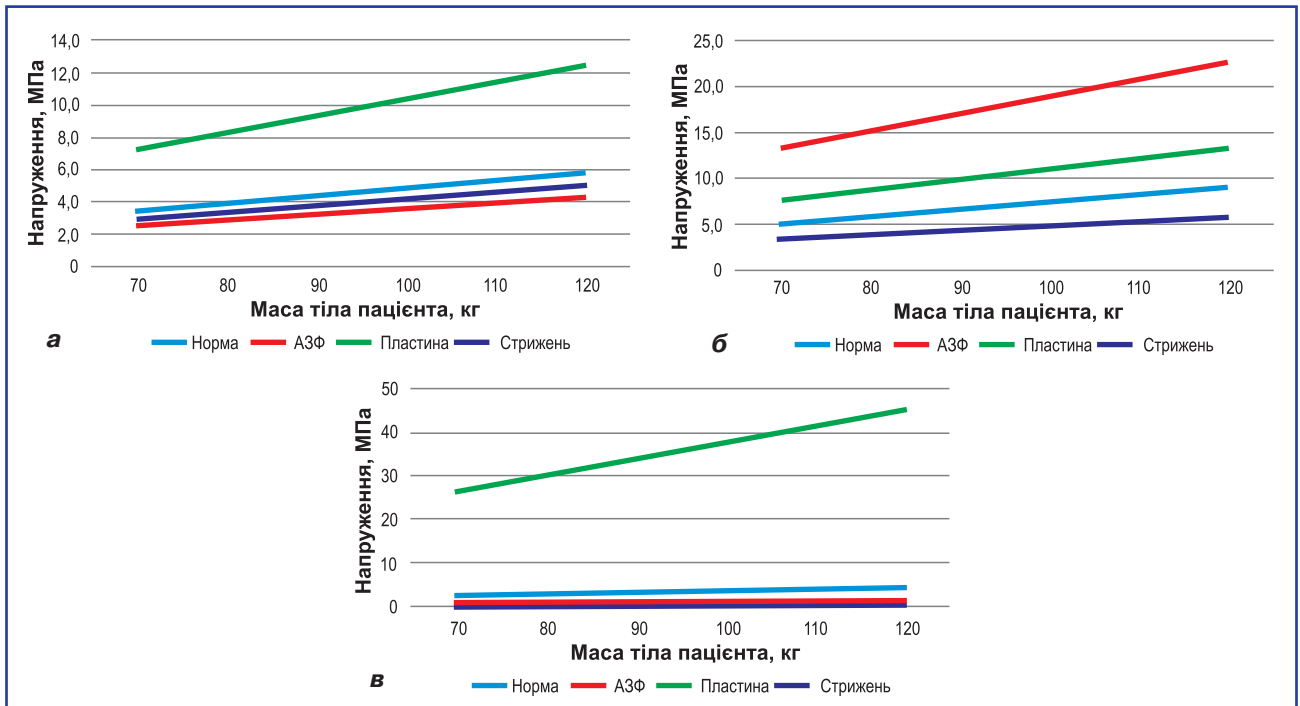 14,0
12,0
10,0
8,0
6,0
4,0
2,0
0
Напруження, МПа
70 80 90 100 110 120
Маса тіла пацієнта, кг
а
Норма АЗФ Пластина Стрижень
25,0
20,0
15,0
10,0
5,0
0
Напруження, МПа
70 80 90 100 110 120
Маса тіла пацієнта, кг
б
Норма АЗФ Пластина Стрижень
50
40
30
20
10
0
Напруження, МПа
70 80 90 100 110 120
Маса тіла пацієнта, кг
в
Норма АЗФ Пластина Стрижень